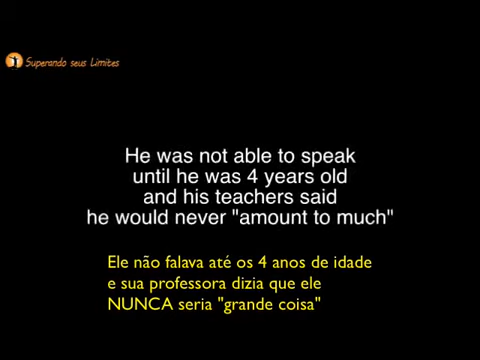 Superando seus Limites
He was not able to speak
until he was 4 years old
and his teachers said
he would never "amount to much"
Ele não falava até os 4 anos de idade
e sua professora dizia que ele
NUNCA seria "grande coisa"